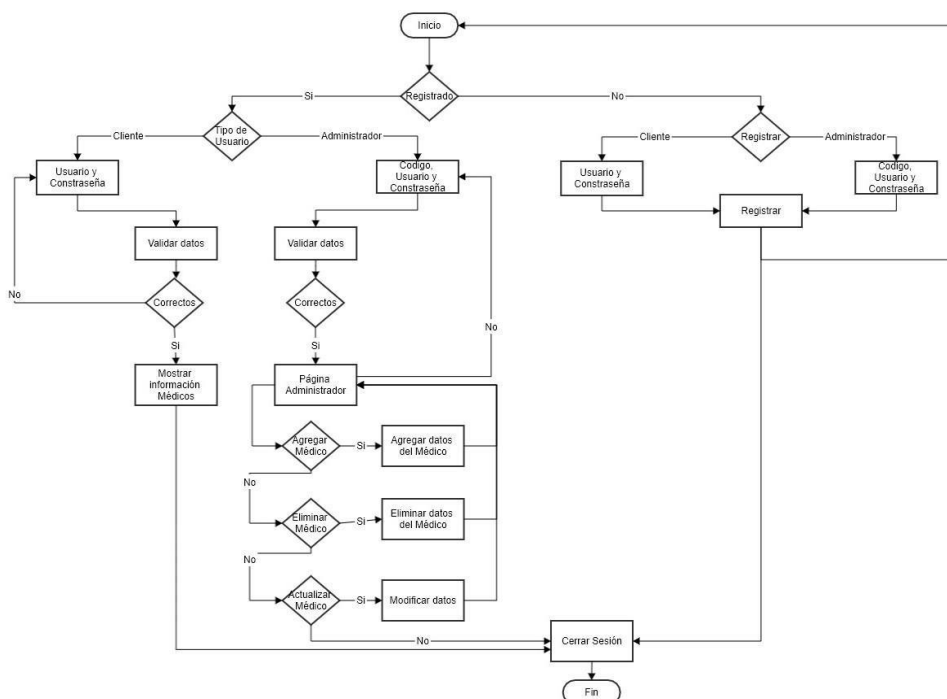 Inicio
Registrado
Si
No
Tipo de
Usuario
Registrar
Cliente
Administrador
Cliente
Administrador
Usuario y
Constraseña
Codigo,
Usuario y
Constraseña
Usuario y
Constraseña
Codigo,
Usuario y
Constraseña
Registrar
Validar datos
Validar datos
No
Correctos
Correctos
No
Si
Si
Mostrar
información
Médicos
Página
Administrador
Agregar
Médico
Si
Agregar datos
del Médico
No
Eliminar
Médico
Si
Eliminar datos
del Médico
No
Actualizar
Médico
Si
Modificar datos
No
Cerrar Sesión
Fin